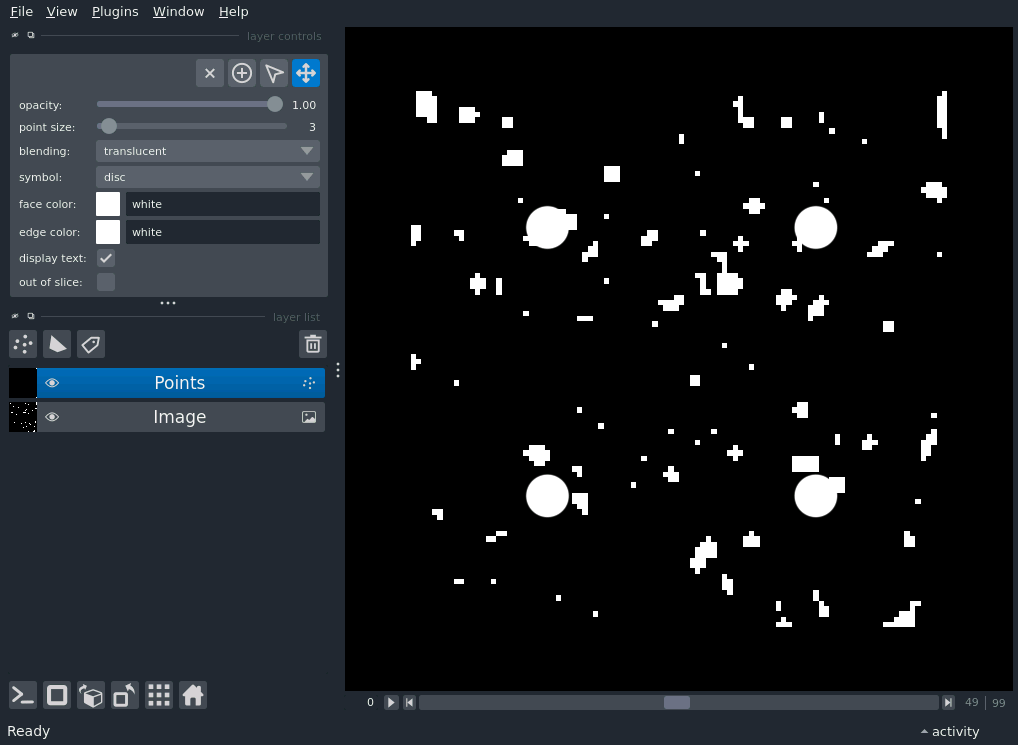 File View Plugins Window Help
layer controls
opacity: 1.00
point size: 3
blending: translucent
symbol: disc
face color: white
edge color: white
display text:
out of slice:
layer list
Points
Image
0 49 99
Ready activity